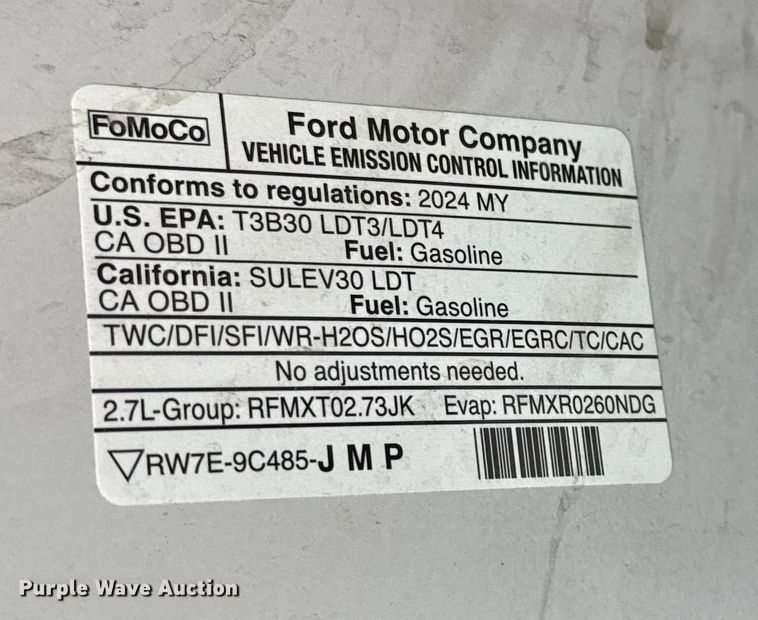 FoMoCo
Ford Motor Company
VEHICLE EMISSION CONTROL INFORMATION
Conforms to regulations: 2024 MY
U.S. EPA: T3B30 LDT3/LDT4
CA OBD II Fuel: Gasoline
California: SULEV30 LDT
CA OBD II Fuel: Gasoline
TWC/DFI/SFI/WR-H2OS/HO2S/EGR/EGRC/TC/CAC
No adjustments needed.
2.7L-Group: RFMXT02.73JK Evap: RFMXR0260NDG
RW7E-9C485-J M P
Purple Wave Auction